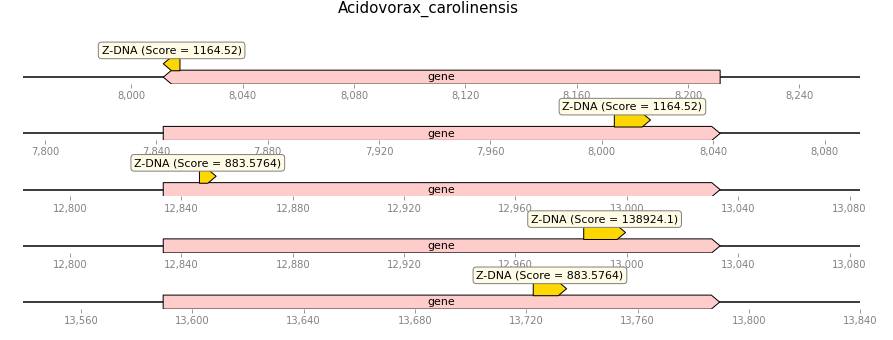 Acidovorax_carolinensis
Z-DNA (Score = 1164.52)
gene
8,000 8,040 8,080 8,120 8,160 8,200 8,240
Z-DNA (Score = 1164.52)
gene
7,800 7,840 7,880 7,920 7,960 8,000 8,040 8,080
Z-DNA (Score = 883.5764)
gene
12,800 12,840 12,880 12,920 12,960 13,000 13,040 13,080
Z-DNA (Score = 138924.1)
gene
12,800 12,840 12,880 12,920 12,960 13,000 13,040 13,080
Z-DNA (Score = 883.5764)
gene
13,560 13,600 13,640 13,680 13,720 13,760 13,800 13,840